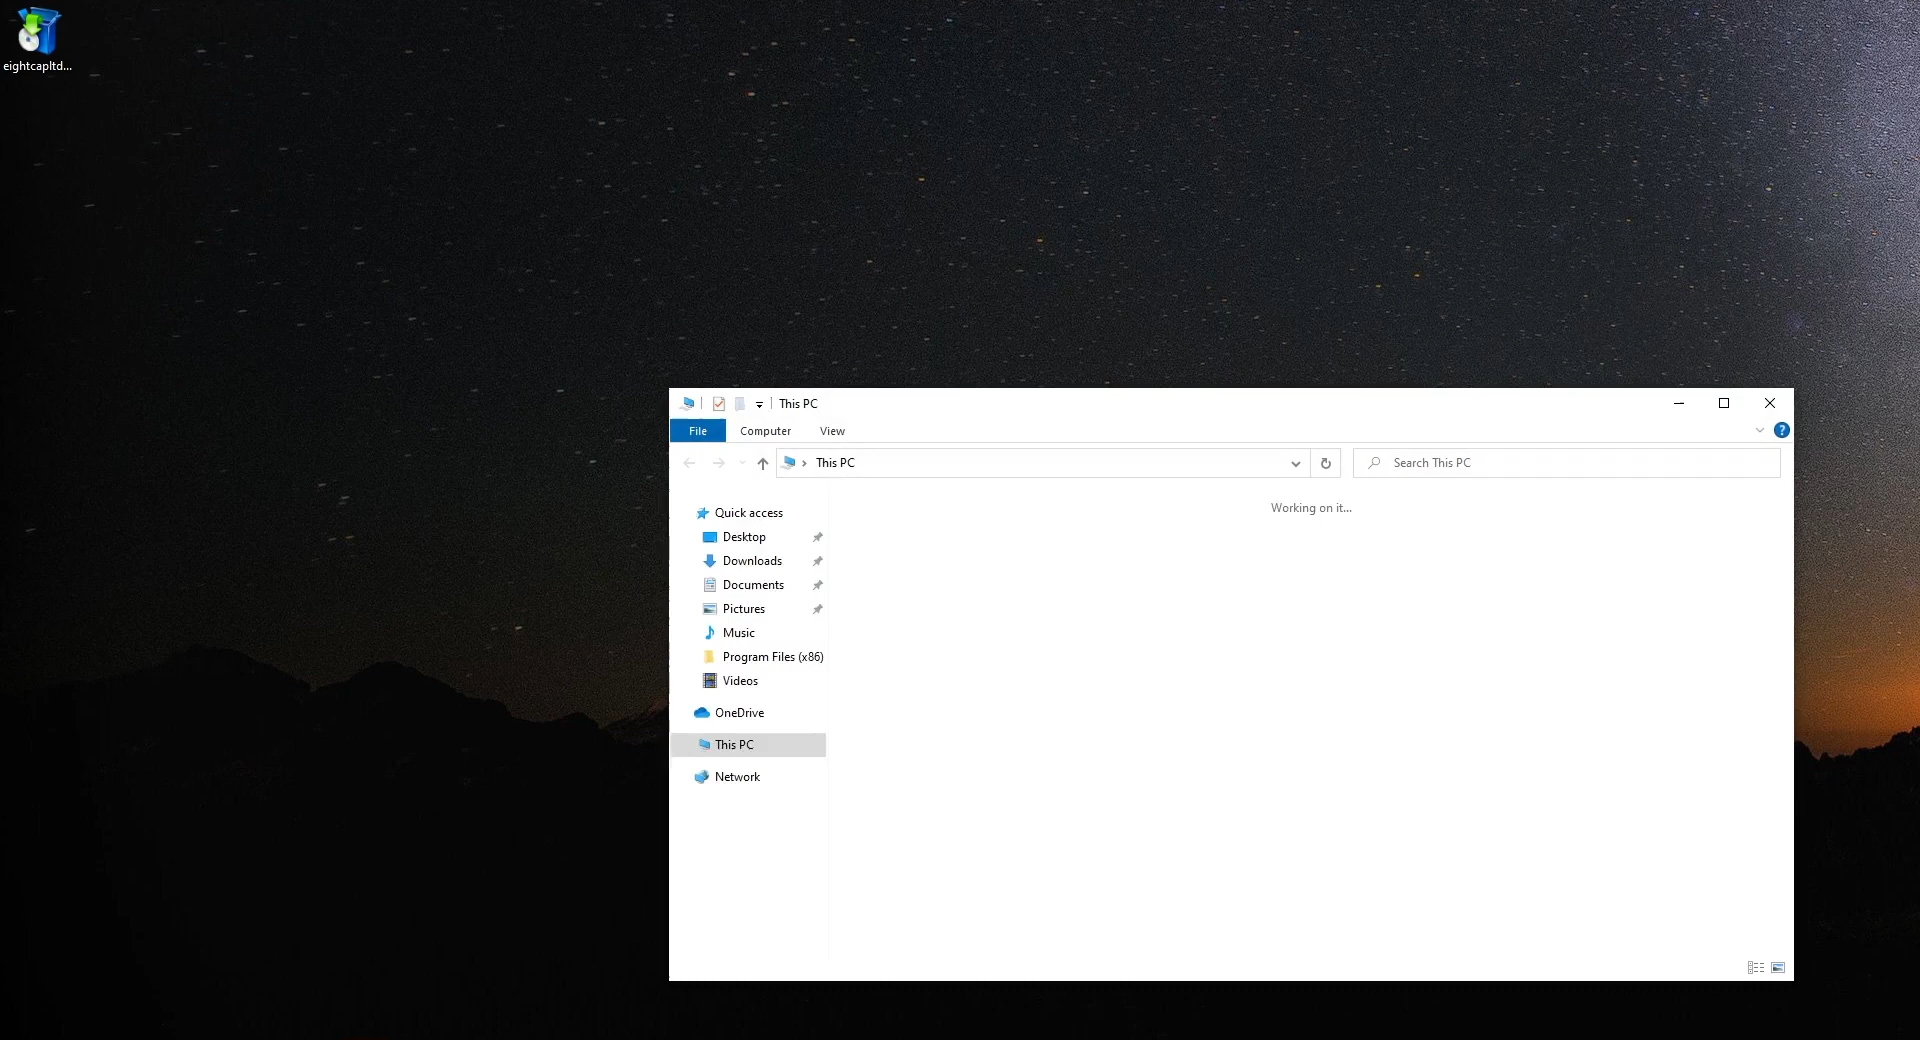 eightcapltd...
This PC
File
Computer
View
This PC
Search This PC
Working on it...
Quick access
Desktop
Downloads
Documents
Pictures
Music
Program Files (x86)
Videos
OneDrive
This PC
Network